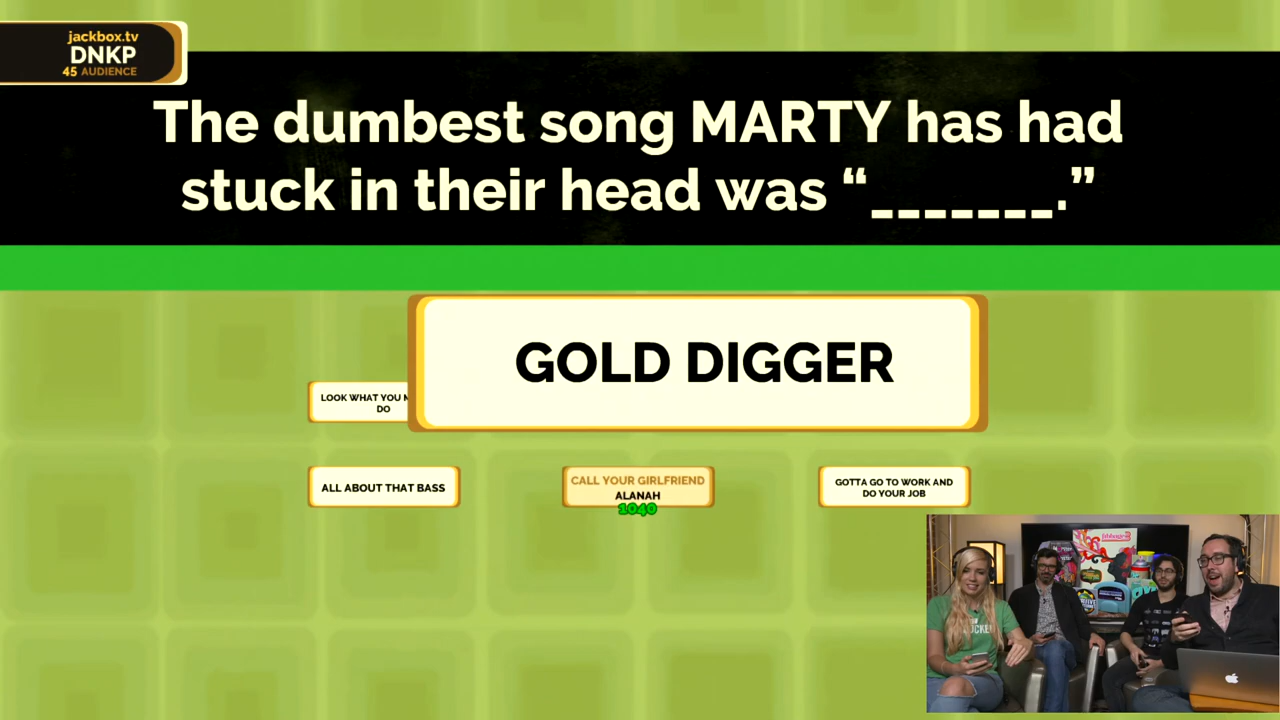 jackbox.tv
DNKP
45 AUDIENCE
The dumbest song MARTY has had
stuck in their head was “_______.”
GOLD DIGGER
LOOK WHAT YOU
DO
ALL ABOUT THAT BASS
CALL YOUR GIRLFRIEND
ALANAH
1040
GOTTA GO TO WORK AND
DO YOUR JOB